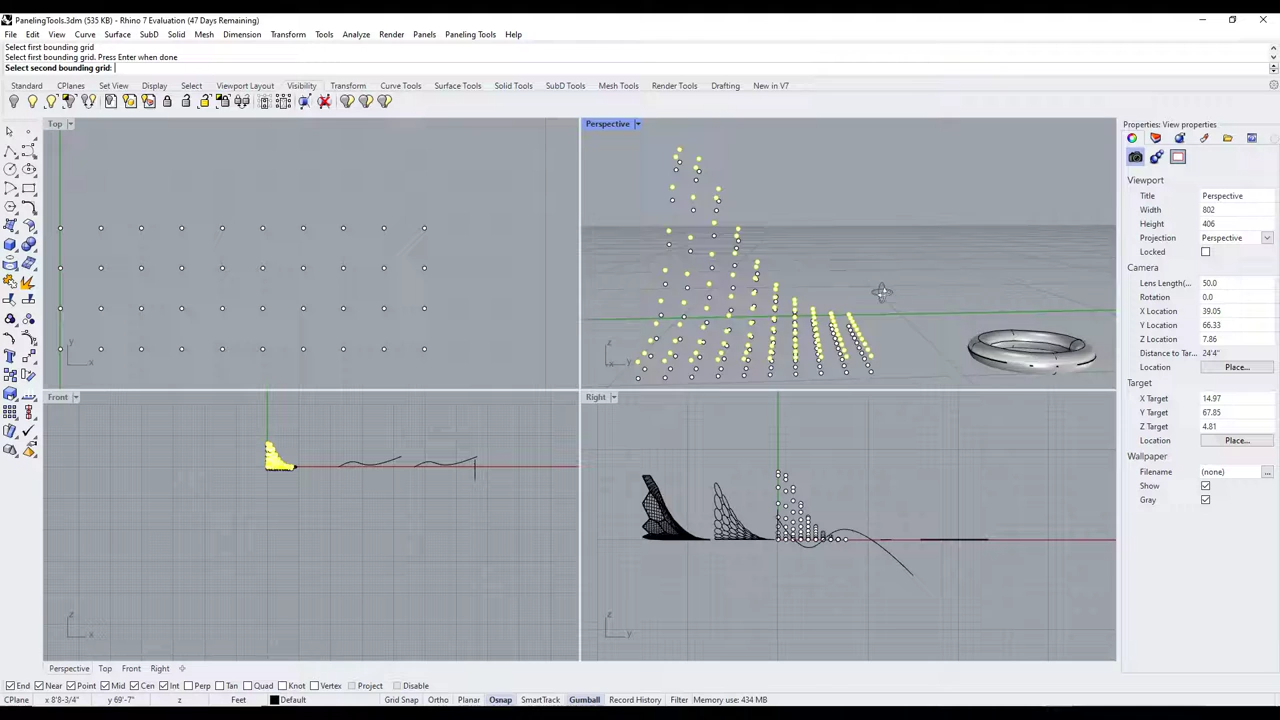 PanelingTools.3dm (535 KB) - Rhino 7 Evaluation (47 Days Remaining)
File Edit View Curve Surface SubD Solid Mesh Dimension Transform Tools Analyze Render Panels Paneling Tools Help
Select first bounding grid
Select first bounding grid. Press Enter when done
Select second bounding grid:
Standard CPlanes Set View Display Select Viewport Layout Visibility Transform Curve Tools Surface Tools Solid Tools SubD Tools Mesh Tools Render Tools Drafting New in V7
Top
Perspective
Properties: View properties
Viewport
Title Perspective
Width 802
Height 406
Projection Perspective
Locked
Camera
Lens Length(... 50.0
Rotation 0.0
X Location 39.05
Y Location 66.33
Z Location 7.86
Distance to Tar... 24'4"
Location Place...
Target
X Target 14.97
Y Target 67.85
Z Target 4.81
Location Place...
Wallpaper
Filename (none) ...
Show
Gray
y
x
z
x y
Front
Right
z
x
z
y
Perspective Top Front Right
End Near Point Mid Cen Int Perp Tan Quad Knot Vertex Project Disable
CPlane x 8'8-3/4" y 69'-7" z Feet Default Grid Snap Ortho Planar Osnap SmartTrack Gumball Record History Filter Memory use: 434 MB